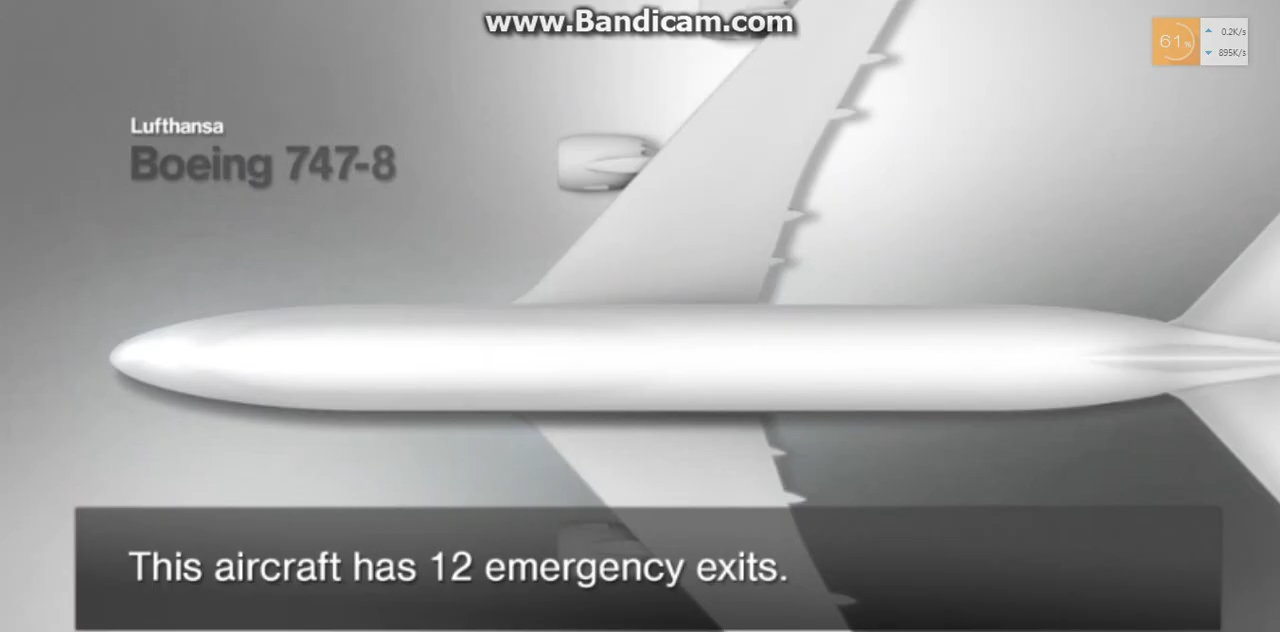 www.Bandicam.com
61%
0.2K/s
895K/s
Lufthansa
Boeing 747-8
This aircraft has 12 emergency exits.